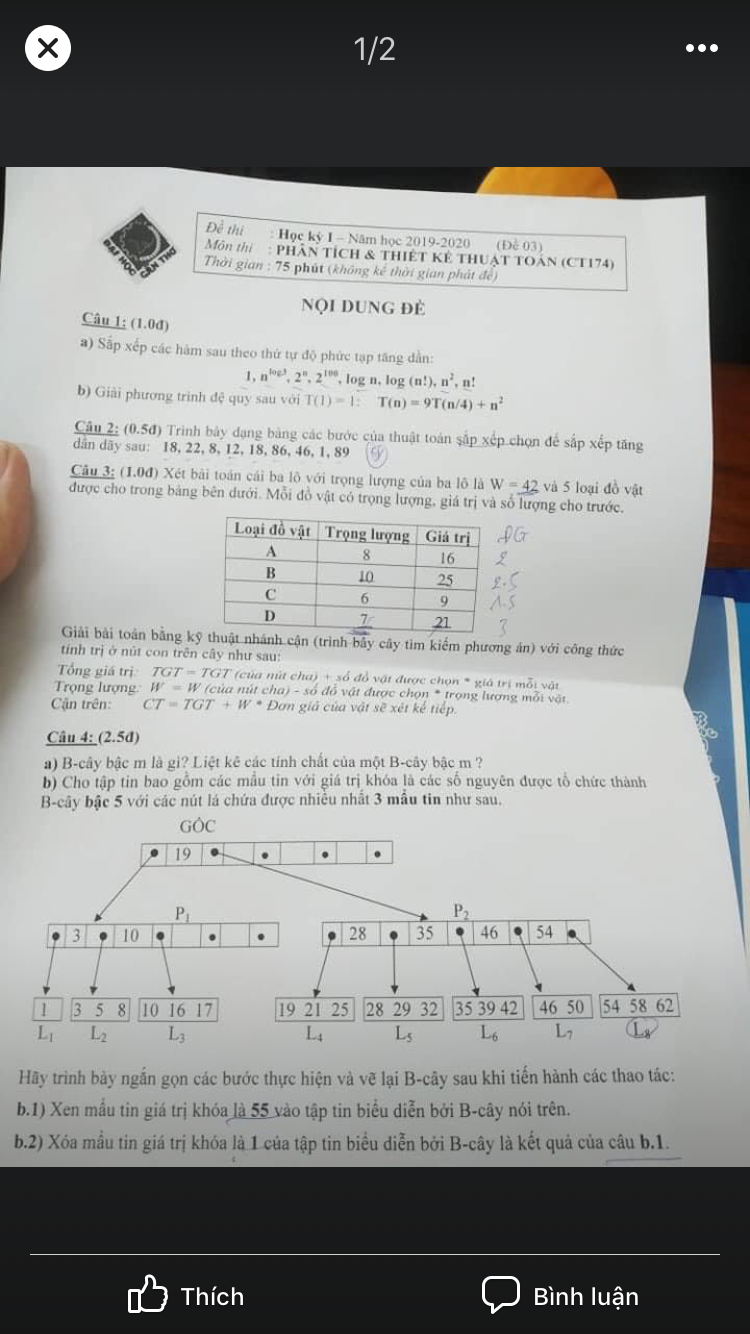 1/2
ĐẠI HỌC CẦN THƠ
Đề thi : Học kỳ I – Năm học 2019-2020 (Đề 03)
Môn thi : PHÂN TÍCH & THIẾT KẾ THUẬT TOÁN (CT174)
Thời gian : 75 phút (không kể thời gian phát đề)
NỘI DUNG ĐỀ
Câu 1: (1.0đ)
a) Sắp xếp các hàm sau theo thứ tự độ phức tạp tăng dần:
1, n^log3, 2^n, 2^100, log n, log (n!), n², n!
b) Giải phương trình đệ quy sau với T(1) = 1: T(n) = 9T(n/4) + n²
Câu 2: (0.5đ) Trình bày dạng bảng các bước của thuật toán sắp xếp chọn để sắp xếp tăng
dần dãy sau: 18, 22, 8, 12, 18, 86, 46, 1, 89
Câu 3: (1.0đ) Xét bài toán cái ba lô với trọng lượng của ba lô là W = 42 và 5 loại đồ vật
được cho trong bảng bên dưới. Mỗi đồ vật có trọng lượng, giá trị và số lượng cho trước.
Loại đồ vật Trọng lượng Giá trị ĐG
A 8 16 2
B 10 25 2.5
C 6 9 1.5
D 7 21 3
Giải bài toán bằng kỹ thuật nhánh cận (trình bày cây tìm kiếm phương án) với công thức
tính trị ở nút con trên cây như sau:
Tổng giá trị: TGT = TGT (của nút cha) + số đồ vật được chọn * giá trị mỗi vật.
Trọng lượng: W = W (của nút cha) - số đồ vật được chọn * trọng lượng mỗi vật.
Cận trên: CT = TGT + W * Đơn giá của vật sẽ xét kế tiếp.
Câu 4: (2.5đ)
a) B-cây bậc m là gì? Liệt kê các tính chất của một B-cây bậc m ?
b) Cho tập tin bao gồm các mẩu tin với giá trị khóa là các số nguyên được tổ chức thành
B-cây bậc 5 với các nút lá chứa được nhiều nhất 3 mẩu tin như sau.
GỐC
19
P₁ P₂
3 10 28 35 46 54
1 3 5 8 10 16 17 19 21 25 28 29 32 35 39 42 46 50 54 58 62
L₁ L₂ L₃ L₄ L₅ L₆ L₇ L₈
Hãy trình bày ngắn gọn các bước thực hiện và vẽ lại B-cây sau khi tiến hành các thao tác:
b.1) Xen mẩu tin giá trị khóa là 55 vào tập tin biểu diễn bởi B-cây nói trên.
b.2) Xóa mẩu tin giá trị khóa là 1 của tập tin biểu diễn bởi B-cây là kết quả của câu b.1.
Thích Bình luận